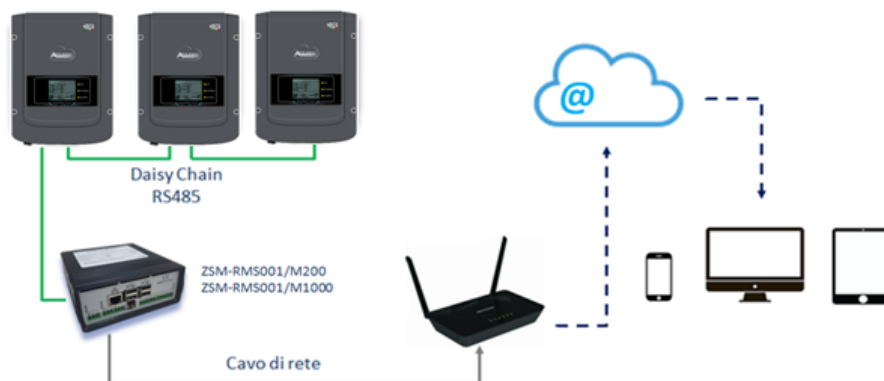 @
Daisy Chain
RS485
ZSM-RMS001/M200
ZSM-RMS001/M1000
Cavo di rete